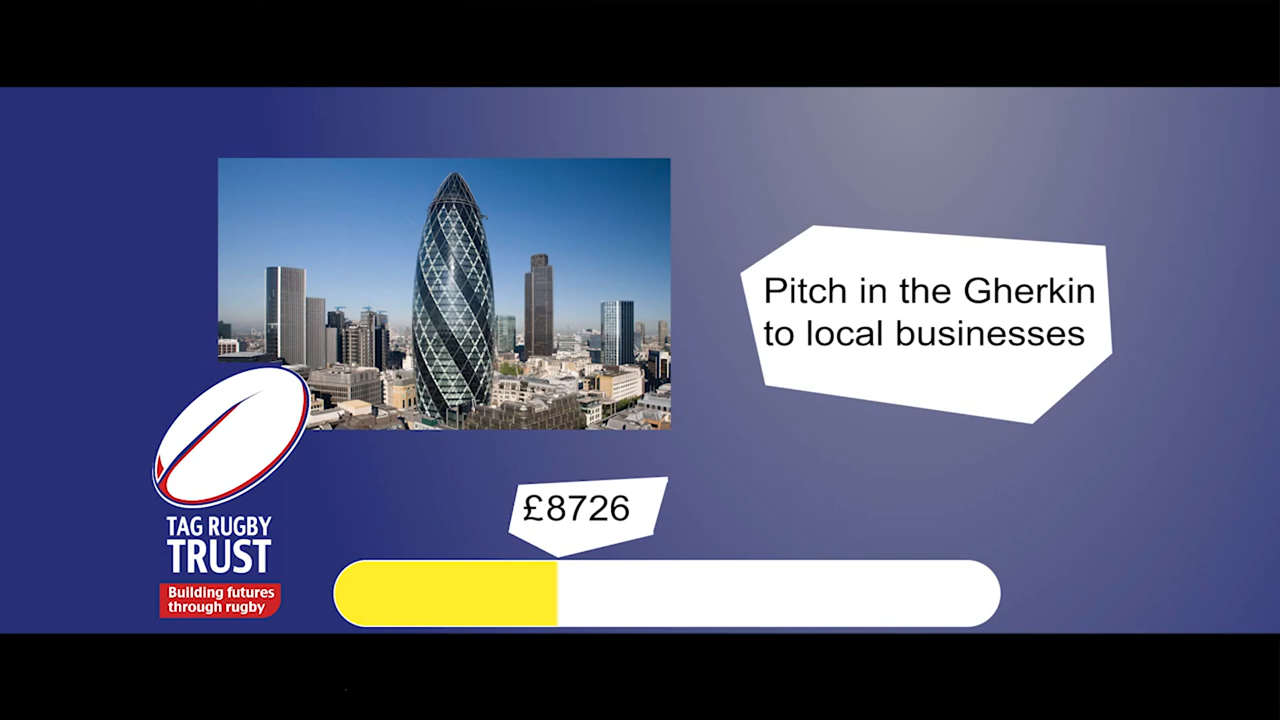 Pitch in the Gherkin
to local businesses
£8726
TAG RUGBY
TRUST
Building futures
through rugby